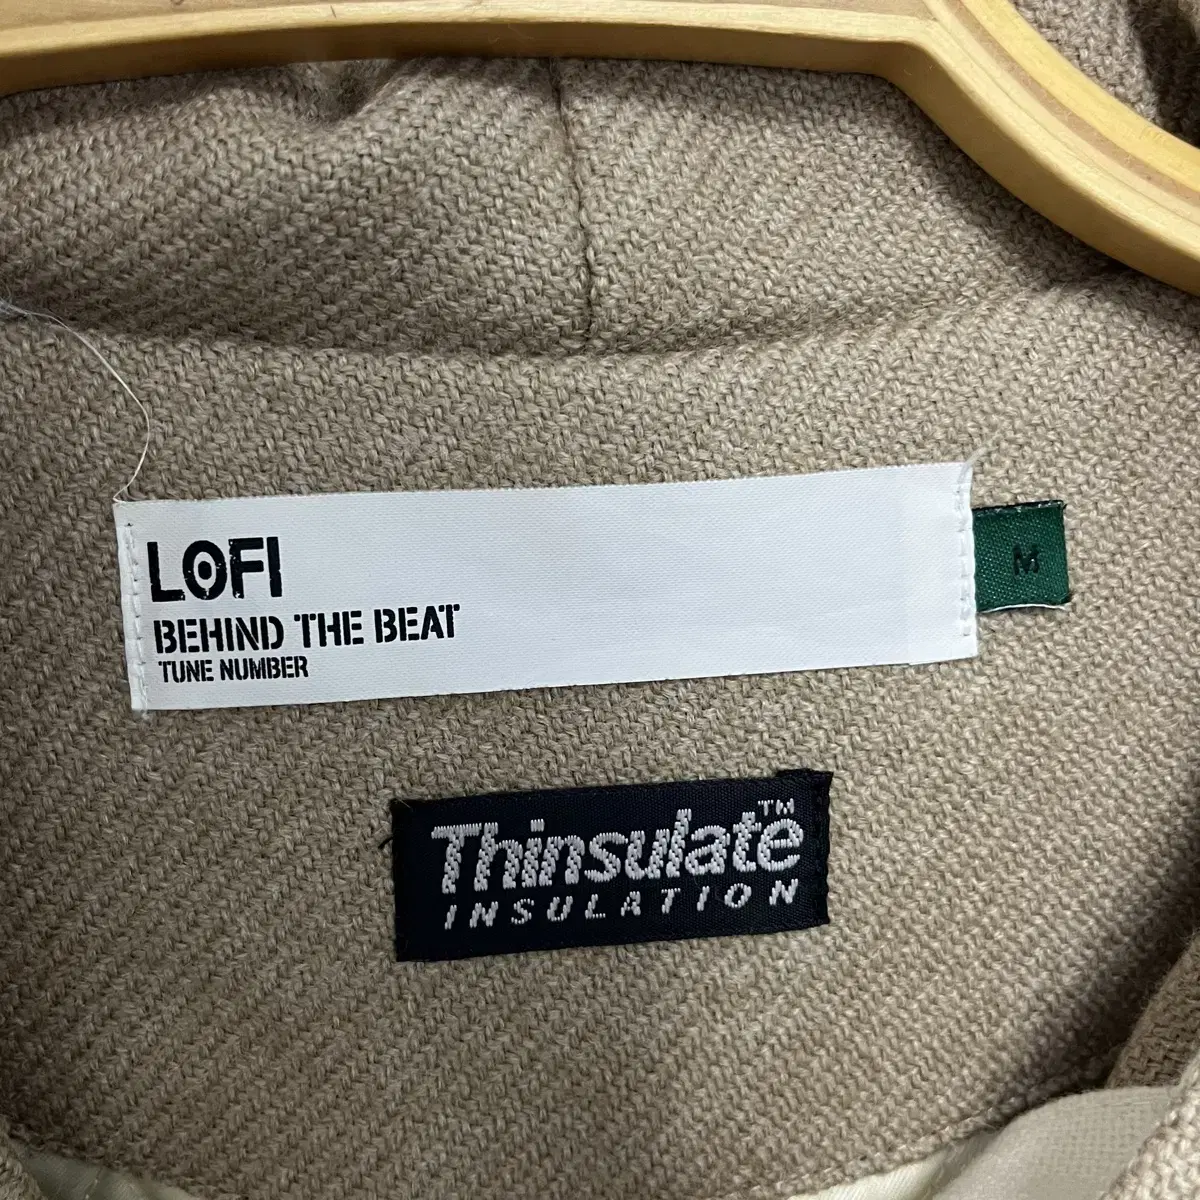 LOFI
BEHIND THE BEAT
TUNE NUMBER
M
Thinsulate™
INSULATION